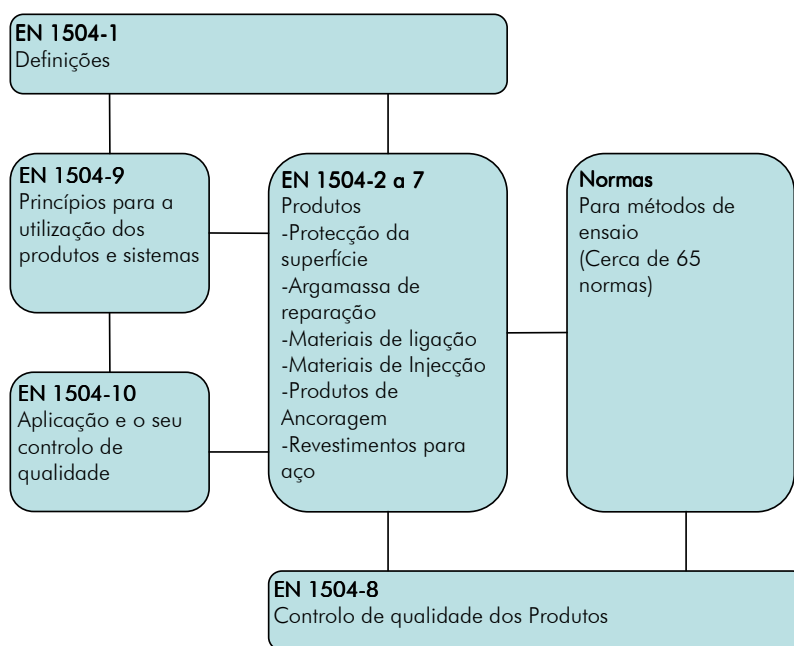 EN 1504-1
Definições
EN 1504-9
Princípios para a
utilização dos
produtos e sistemas
EN 1504-2 a 7
Produtos
-Protecção da
superfície
-Argamassa de
reparação
-Materiais de ligação
-Materiais de Injecção
-Produtos de
Ancoragem
-Revestimentos para
aço
Normas
Para métodos de
ensaio
(Cerca de 65
normas)
EN 1504-10
Aplicação e o seu
controlo de
qualidade
EN 1504-8
Controlo de qualidade dos Produtos